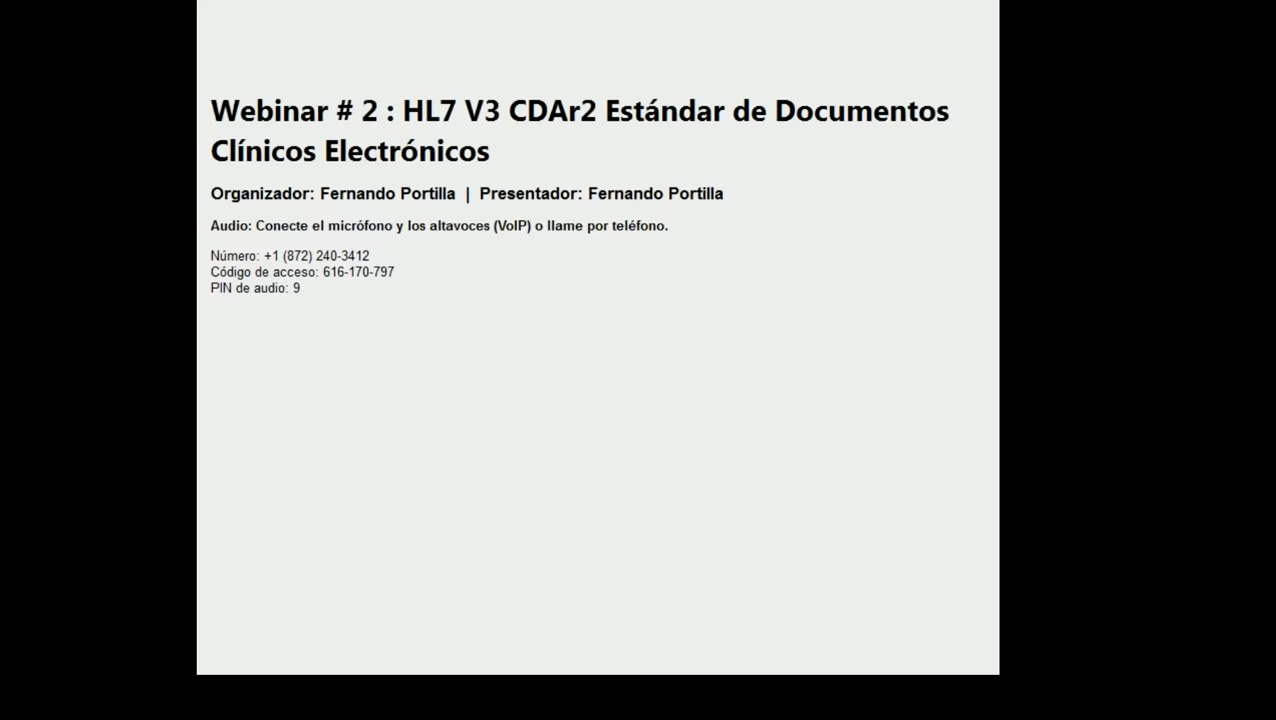 Webinar # 2 : HL7 V3 CDAr2 Estándar de Documentos
Clínicos Electrónicos
Organizador: Fernando Portilla | Presentador: Fernando Portilla
Audio: Conecte el micrófono y los altavoces (VoIP) o llame por teléfono.
Número: +1 (872) 240-3412
Código de acceso: 616-170-797
PIN de audio: 9